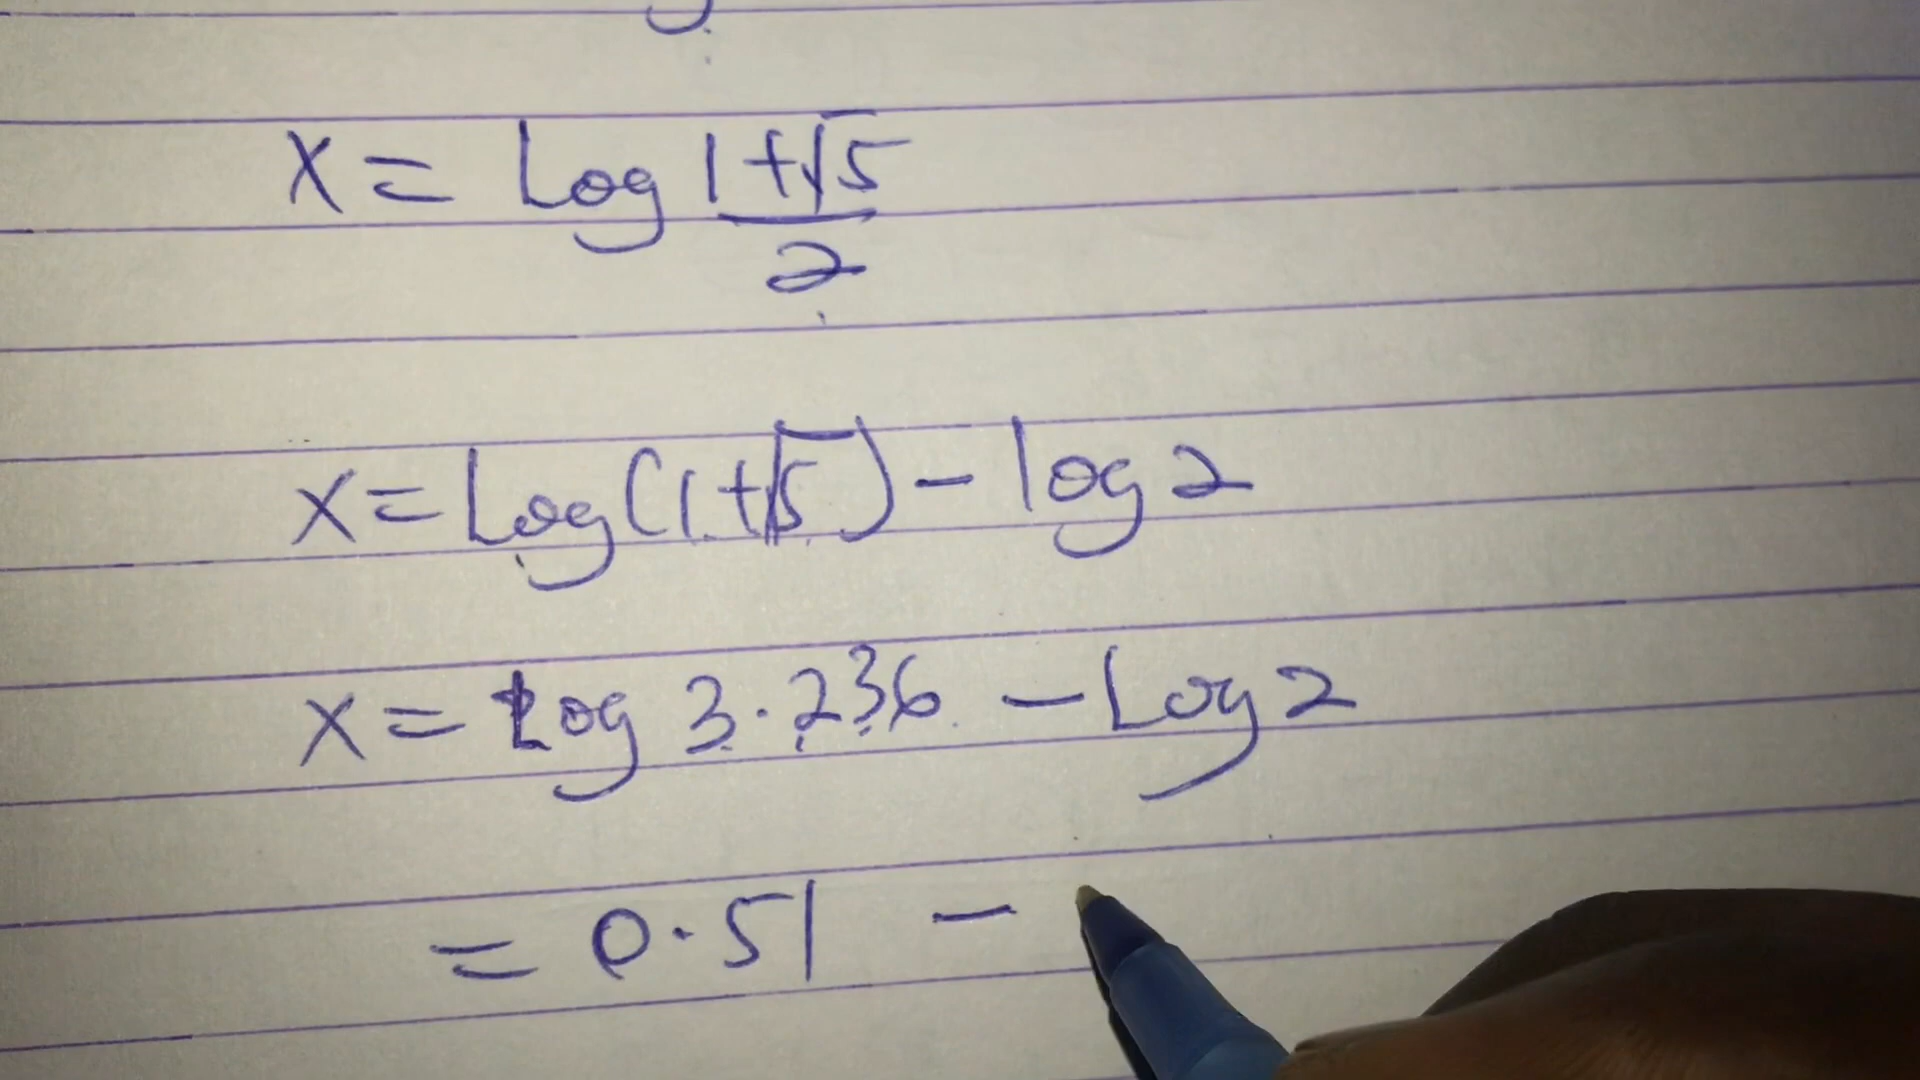 x = Log 1+√5
2
x = Log(1+√5) - log 2
x = Log 3.236 - Log 2
= 0.51 -